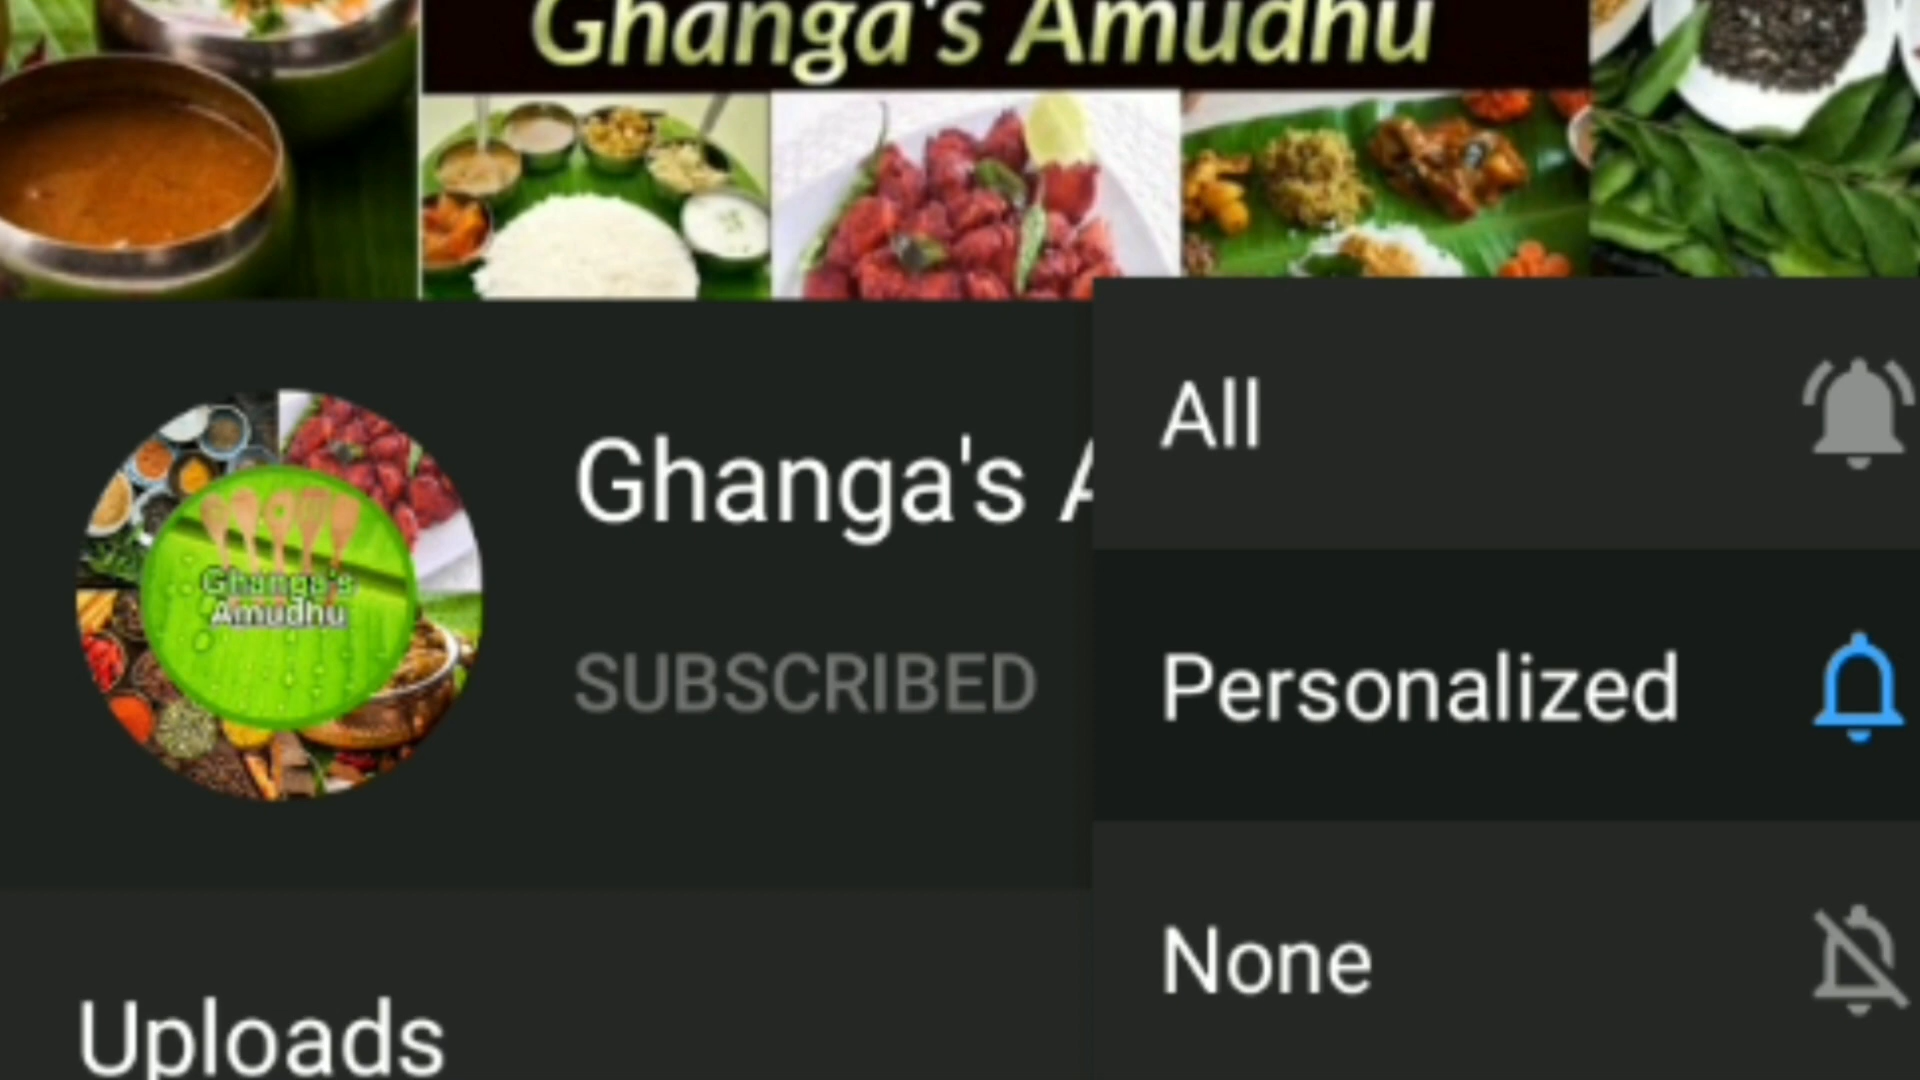 Ghanga's Amudhu
All
Ghanga's
Ghanga's
Amudhu
SUBSCRIBED
Personalized
None
Uploads